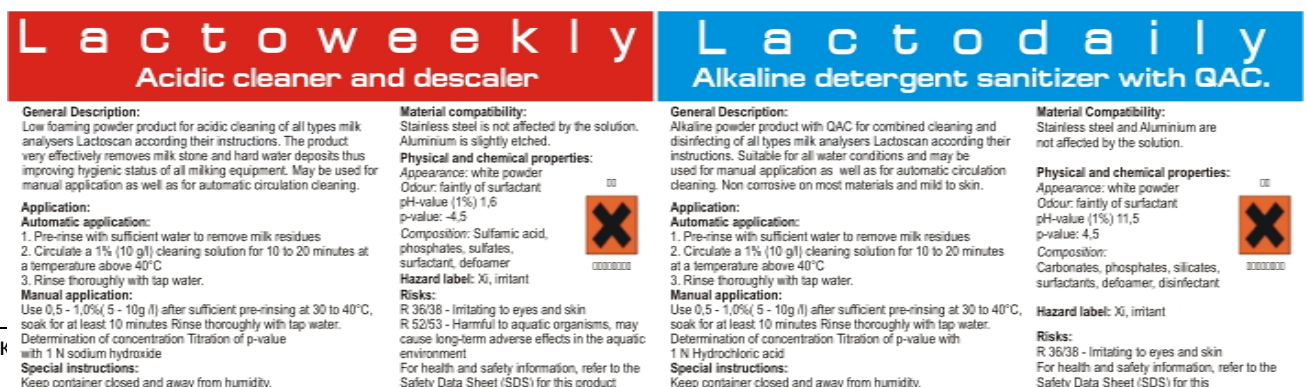 Lactoweekly
Acidic cleaner and descaler
General Description:
Low foaming powder product for acidic cleaning of all types milk
analysers Lactoscan according their instructions. The product
very effectively removes milk stone and hard water deposits thus
improving hygienic status of all milking equipment. May be used for
manual application as well as for automatic circulation cleaning.
Application:
Automatic application:
1. Pre-rinse with sufficient water to remove milk residues
2. Circulate a 1% (10 g/l) cleaning solution for 10 to 20 minutes at
a temperature above 40°C
3. Rinse thoroughly with tap water.
Manual application:
Use 0,5 - 1,0%( 5 - 10g /l) after sufficient pre-rinsing at 30 to 40°C,
soak for at least 10 minutes Rinse thoroughly with tap water.
Determination of concentration Titration of p-value
with 1 N sodium hydroxide
Special instructions:
Keep container closed and away from humidity.
Material compatibility:
Stainless steel is not affected by the solution.
Aluminium is slightly etched.
Physical and chemical properties:
Appearance: white powder
Odour: faintly of surfactant
pH-value (1%) 1,6
p-value: -4,5
Composition: Sulfamic acid,
phosphates, sulfates,
surfactant, defoamer
Hazard label: Xi, irritant
Risks:
R 36/38 - Irritating to eyes and skin
R 52/53 - Harmful to aquatic organisms, may
cause long-term adverse effects in the aquatic
environment
For health and safety information, refer to the
Safety Data Sheet (SDS) for this product
Lactodaily
Alkaline detergent sanitizer with QAC.
General Description:
Alkaline powder product with QAC for combined cleaning and
disinfecting of all types milk analysers Lactoscan according their
instructions. Suitable for all water conditions and may be
used for manual application as well as for automatic circulation
cleaning. Non corrosive on most materials and mild to skin.
Application:
Automatic application:
1. Pre-rinse with sufficient water to remove milk residues
2. Circulate a 1% (10 g/l) cleaning solution for 10 to 20 minutes
at a temperature above 40°C
3. Rinse thoroughly with tap water.
Manual application:
Use 0,5 - 1,0%( 5 - 10g /l) after sufficient pre-rinsing at 30 to 40°C,
soak for at least 10 minutes Rinse thoroughly with tap water.
Determination of concentration Titration of p-value with
1 N Hydrochloric acid
Special instructions:
Keep container closed and away from humidity.
Material Compatibility:
Stainless steel and Aluminium are
not affected by the solution.
Physical and chemical properties:
Appearance: white powder
Odour: faintly of surfactant
pH-value (1%) 11,5
p-value: 4,5
Composition:
Carbonates, phosphates, silicates,
surfactants, defoamer, disinfectant
Hazard label: Xi, irritant
Risks:
R 36/38 - Irritating to eyes and skin
For health and safety information, refer to the
Safety Data Sheet (SDS) for this